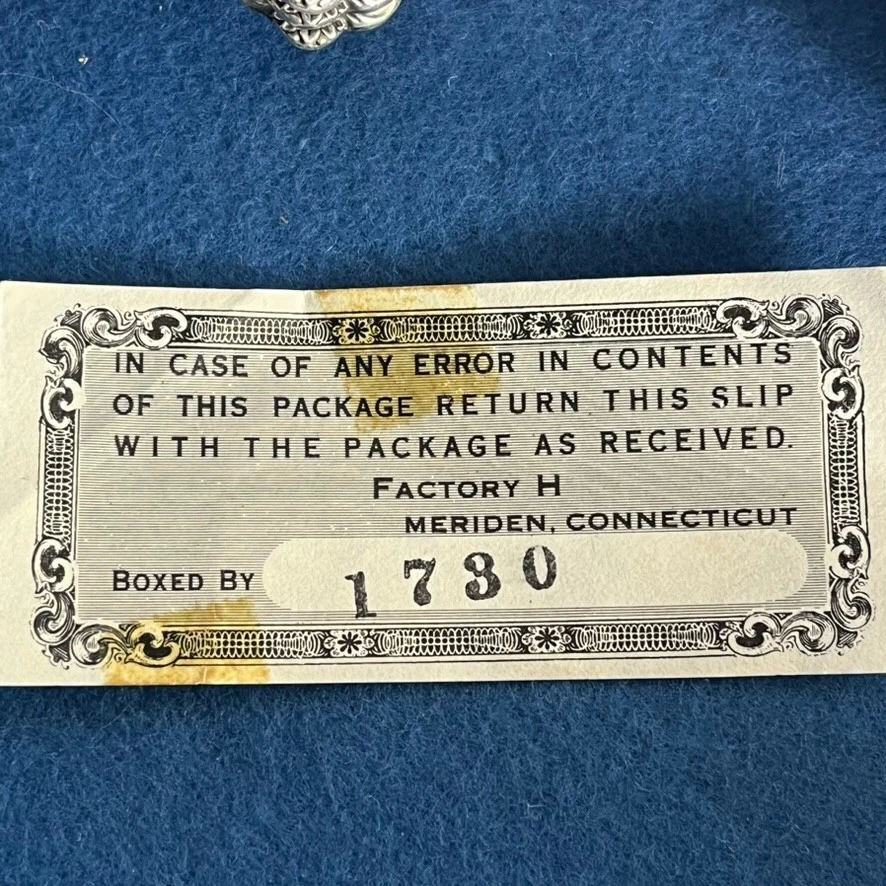 IN CASE OF ANY ERROR IN CONTENTS
OF THIS PACKAGE RETURN THIS SLIP
WITH THE PACKAGE AS RECEIVED.
FACTORY H
MERIDEN, CONNECTICUT
BOXED BY 1730